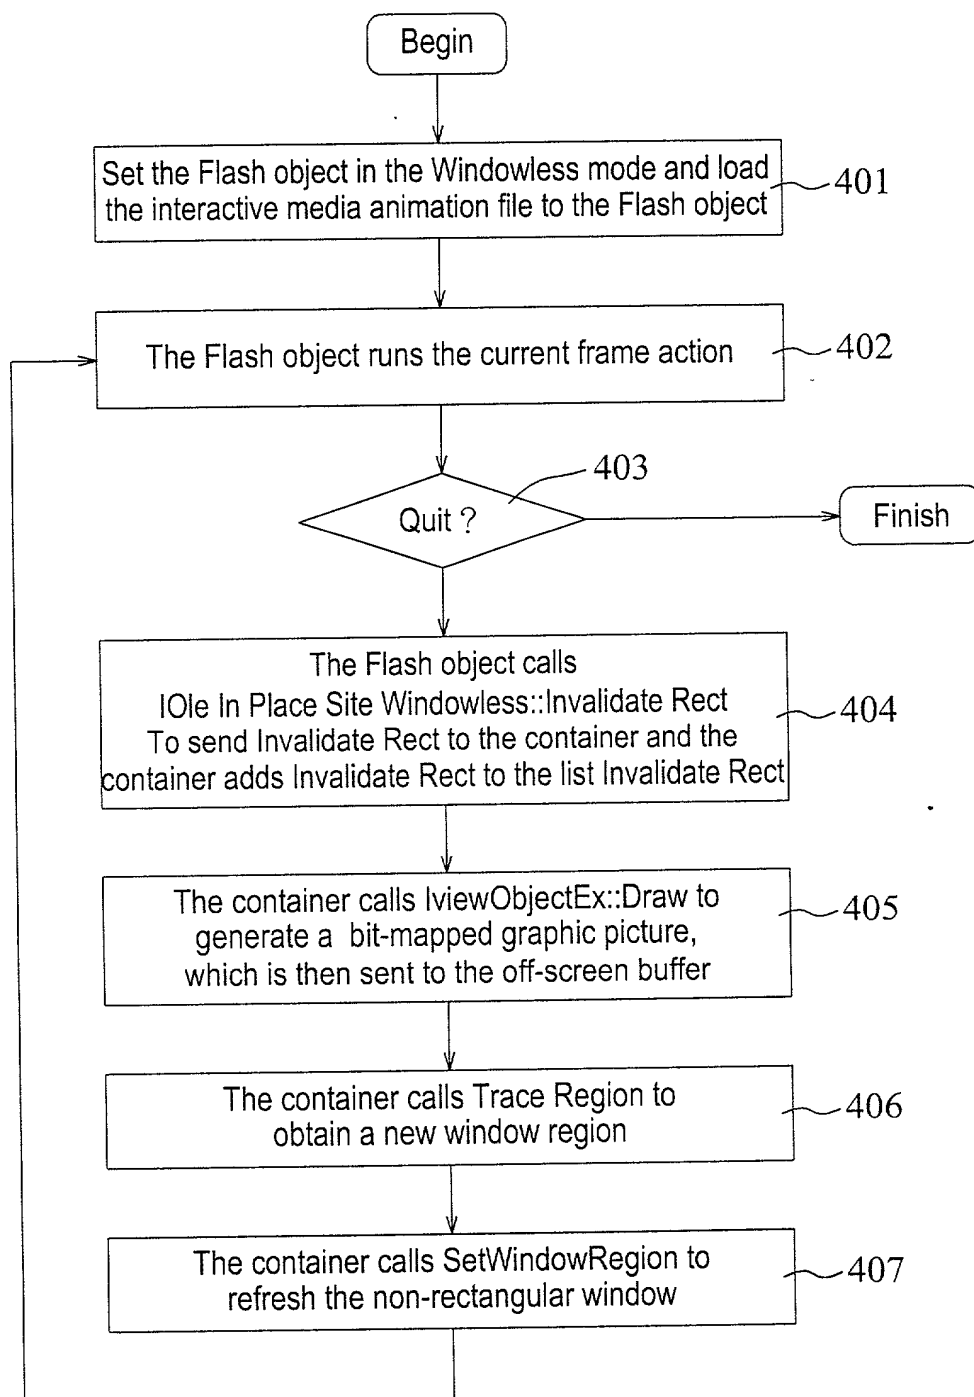 Begin
Set the Flash object in the Windowless mode and load
the interactive media animation file to the Flash object
401
The Flash object runs the current frame action
402
403
Quit ?
Finish
The Flash object calls
IOle In Place Site Windowless::Invalidate Rect
To send Invalidate Rect to the container and the
container adds Invalidate Rect to the list Invalidate Rect
404
The container calls IviewObjectEx::Draw to
generate a bit-mapped graphic picture,
which is then sent to the off-screen buffer
405
The container calls Trace Region to
obtain a new window region
406
The container calls SetWindowRegion to
refresh the non-rectangular window
407